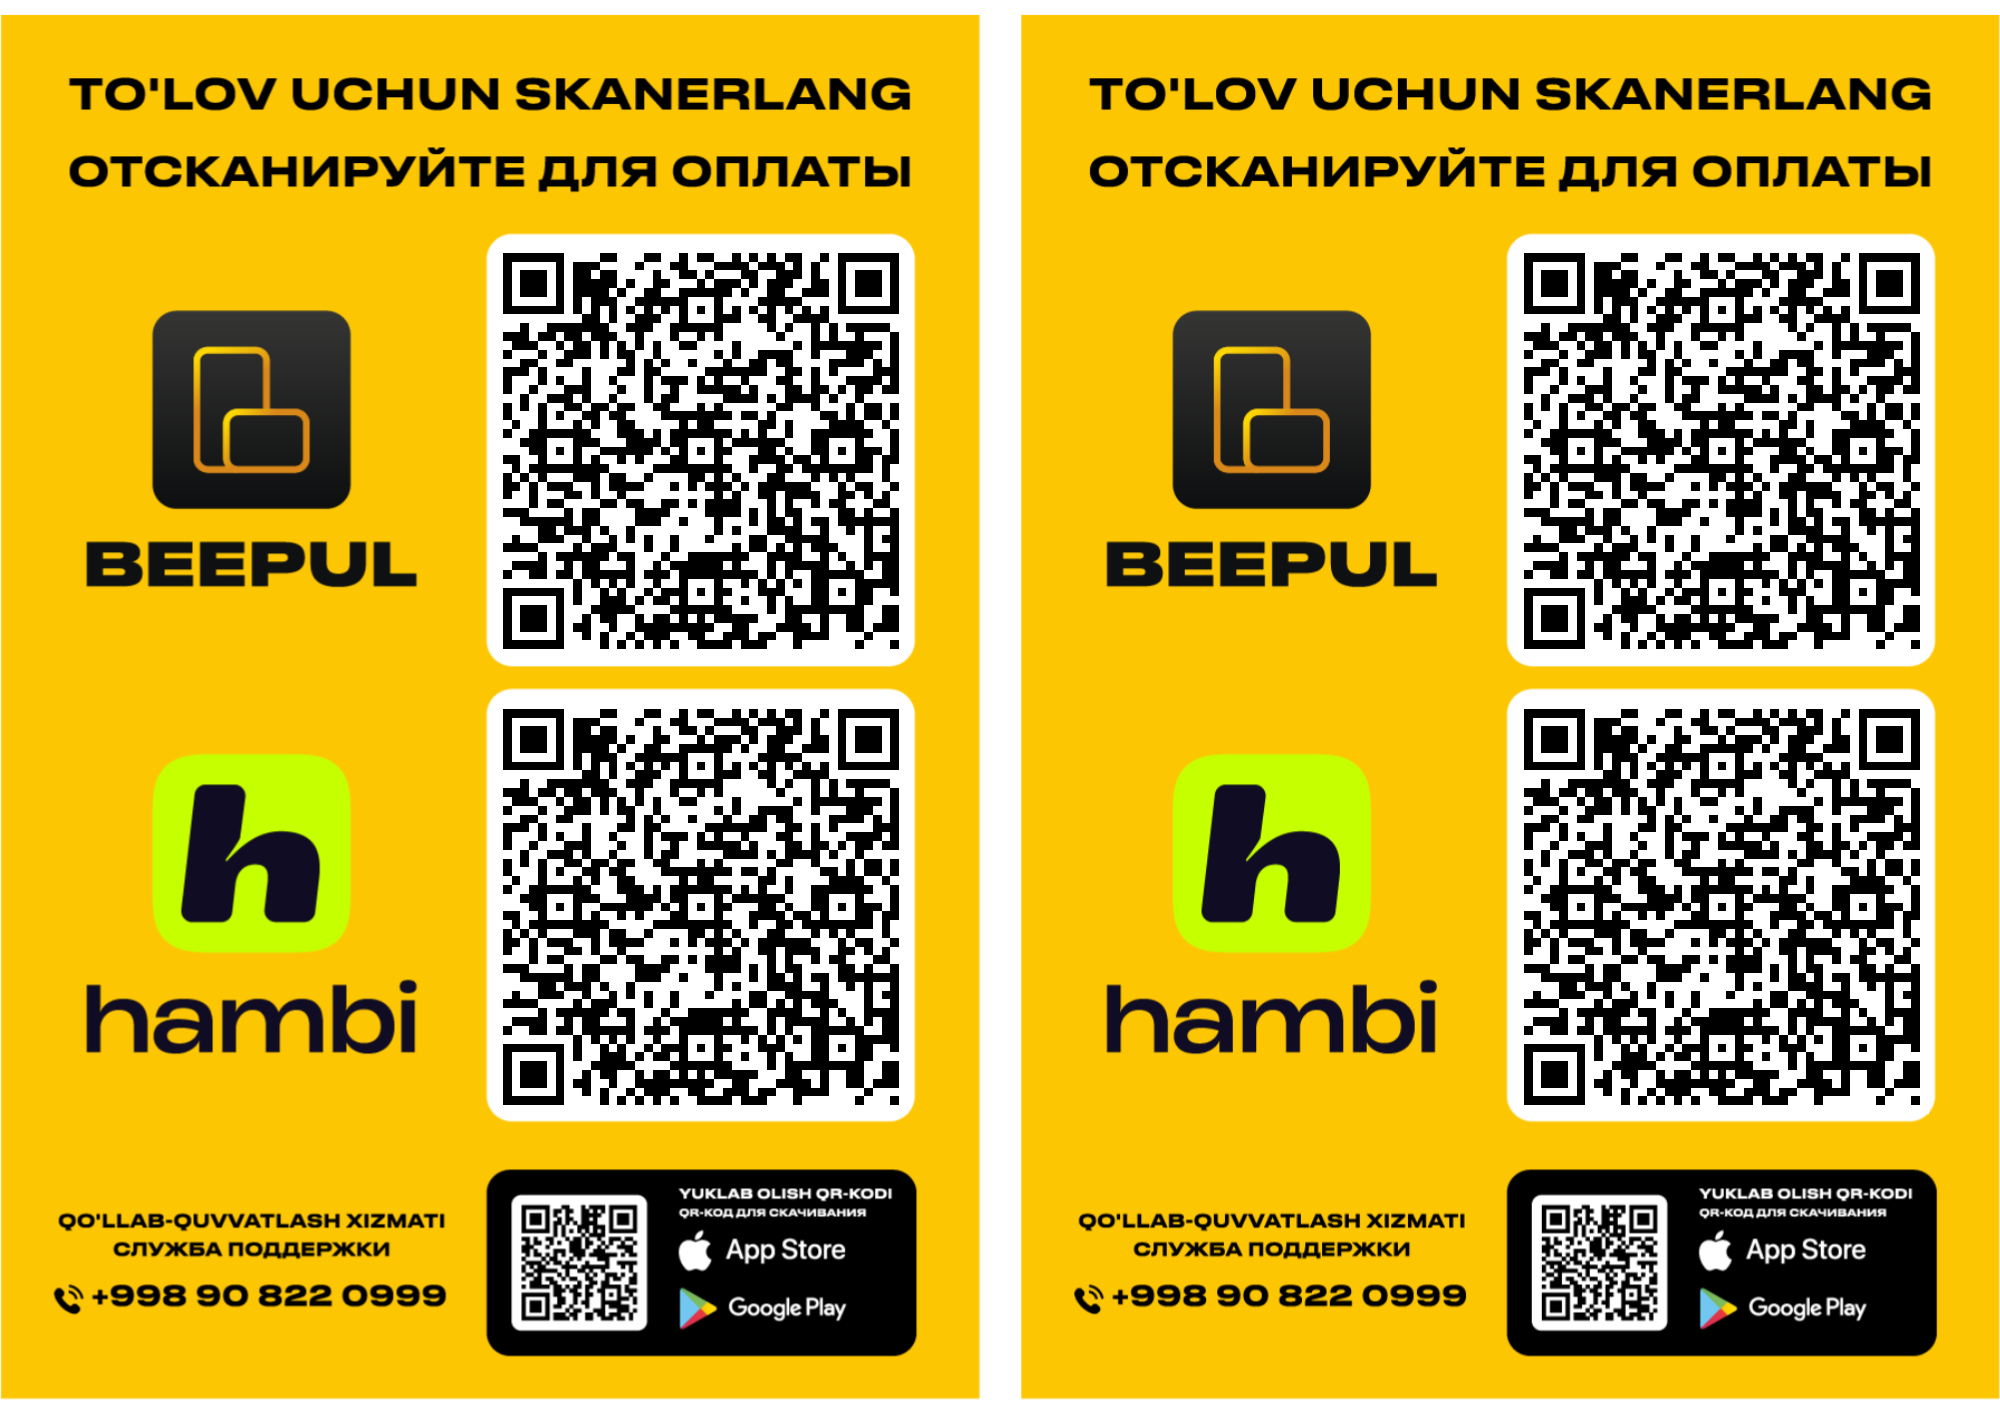 TO'LOV UCHUN SKANERLANG
ОТСКАНИРУЙТЕ ДЛЯ ОПЛАТЫ
BEEPUL
h
hambi
QO'LLAB-QUVVATLASH XIZMATI
СЛУЖБА ПОДДЕРЖКИ
+998 90 822 0999
YUKLAB OLISH QR-KODI
QR-КОД ДЛЯ СКАЧИВАНИЯ
App Store
Google Play
TO'LOV UCHUN SKANERLANG
ОТСКАНИРУЙТЕ ДЛЯ ОПЛАТЫ
BEEPUL
h
hambi
QO'LLAB-QUVVATLASH XIZMATI
СЛУЖБА ПОДДЕРЖКИ
+998 90 822 0999
YUKLAB OLISH QR-KODI
QR-КОД ДЛЯ СКАЧИВАНИЯ
App Store
Google Play